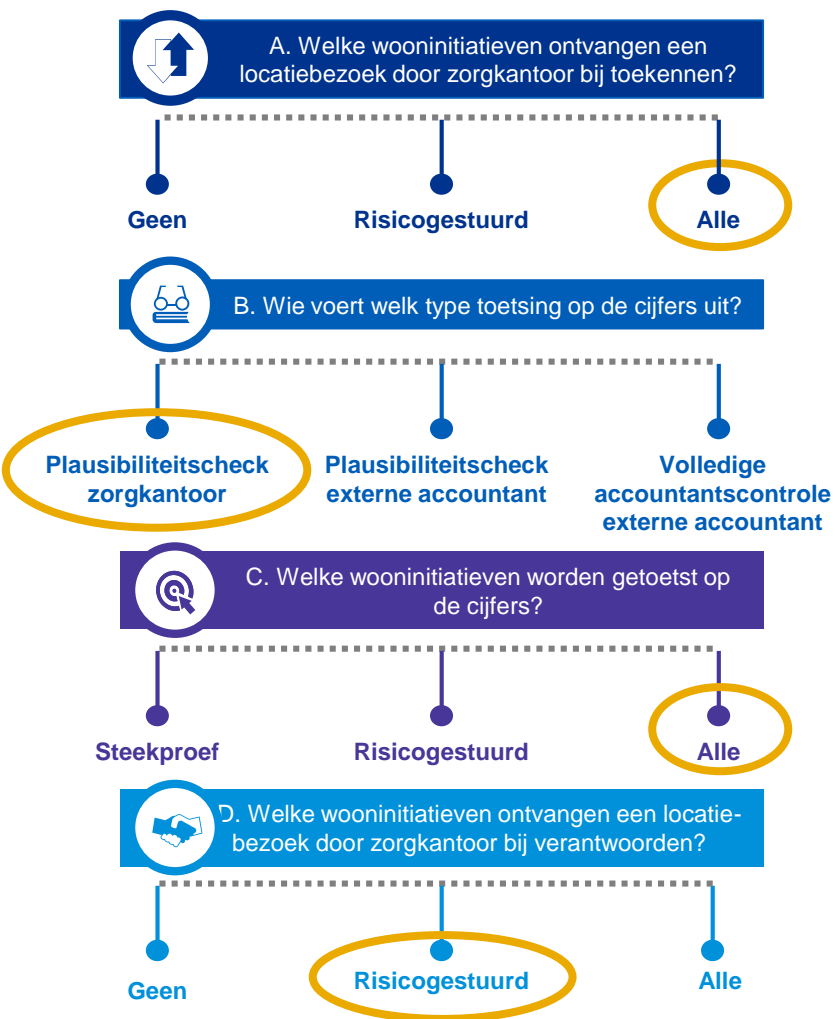 A. Welke wooninitiatieven ontvangen een
locatiebezoek door zorgkantoor bij toekennen?
Geen
Risicogestuurd
Alle
B. Wie voert welk type toetsing op de cijfers uit?
Plausibiliteitscheck
zorgkantoor
Plausibiliteitscheck
externe accountant
Volledige
accountantscontrole
externe accountant
C. Welke wooninitiatieven worden getoetst op
de cijfers?
Steekproef
Risicogestuurd
Alle
D. Welke wooninitiatieven ontvangen een locatie-
bezoek door zorgkantoor bij verantwoorden?
Geen
Risicogestuurd
Alle